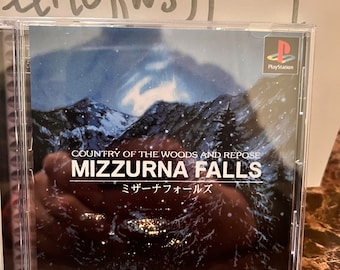 PlayStation
COUNTRY OF THE WOODS AND REPOSE
MIZZURNA FALLS
ミザーナフォールズ